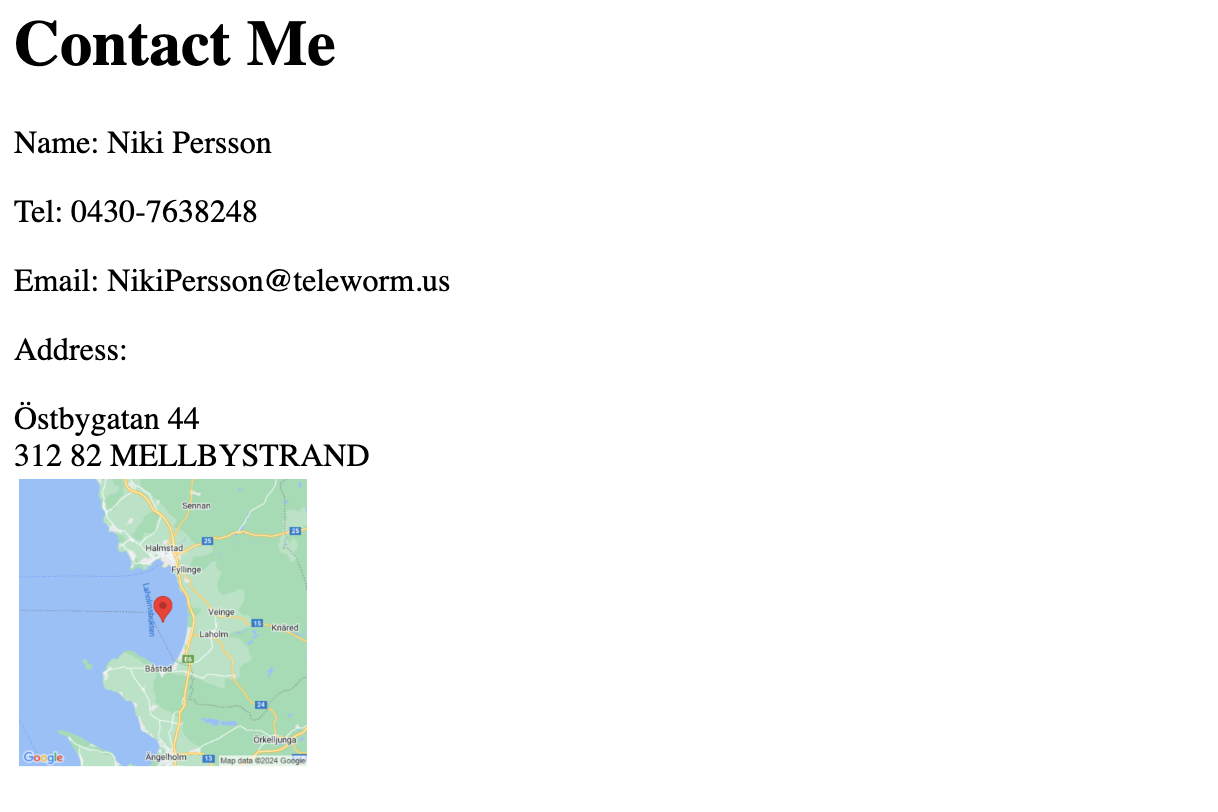 Contact Me
Name: Niki Persson
Tel: 0430-7638248
Email: NikiPersson@teleworm.us
Address:
Östbygatan 44
312 82 MELLBYSTRAND
Sennan
25
25
Halmstad
Fyllinge
Laholmsbukten
Veinge
15
Knäred
Laholm
E6
Båstad
24
Örkelljunga
Ängelholm
13
Google
Map data ©2024 Google